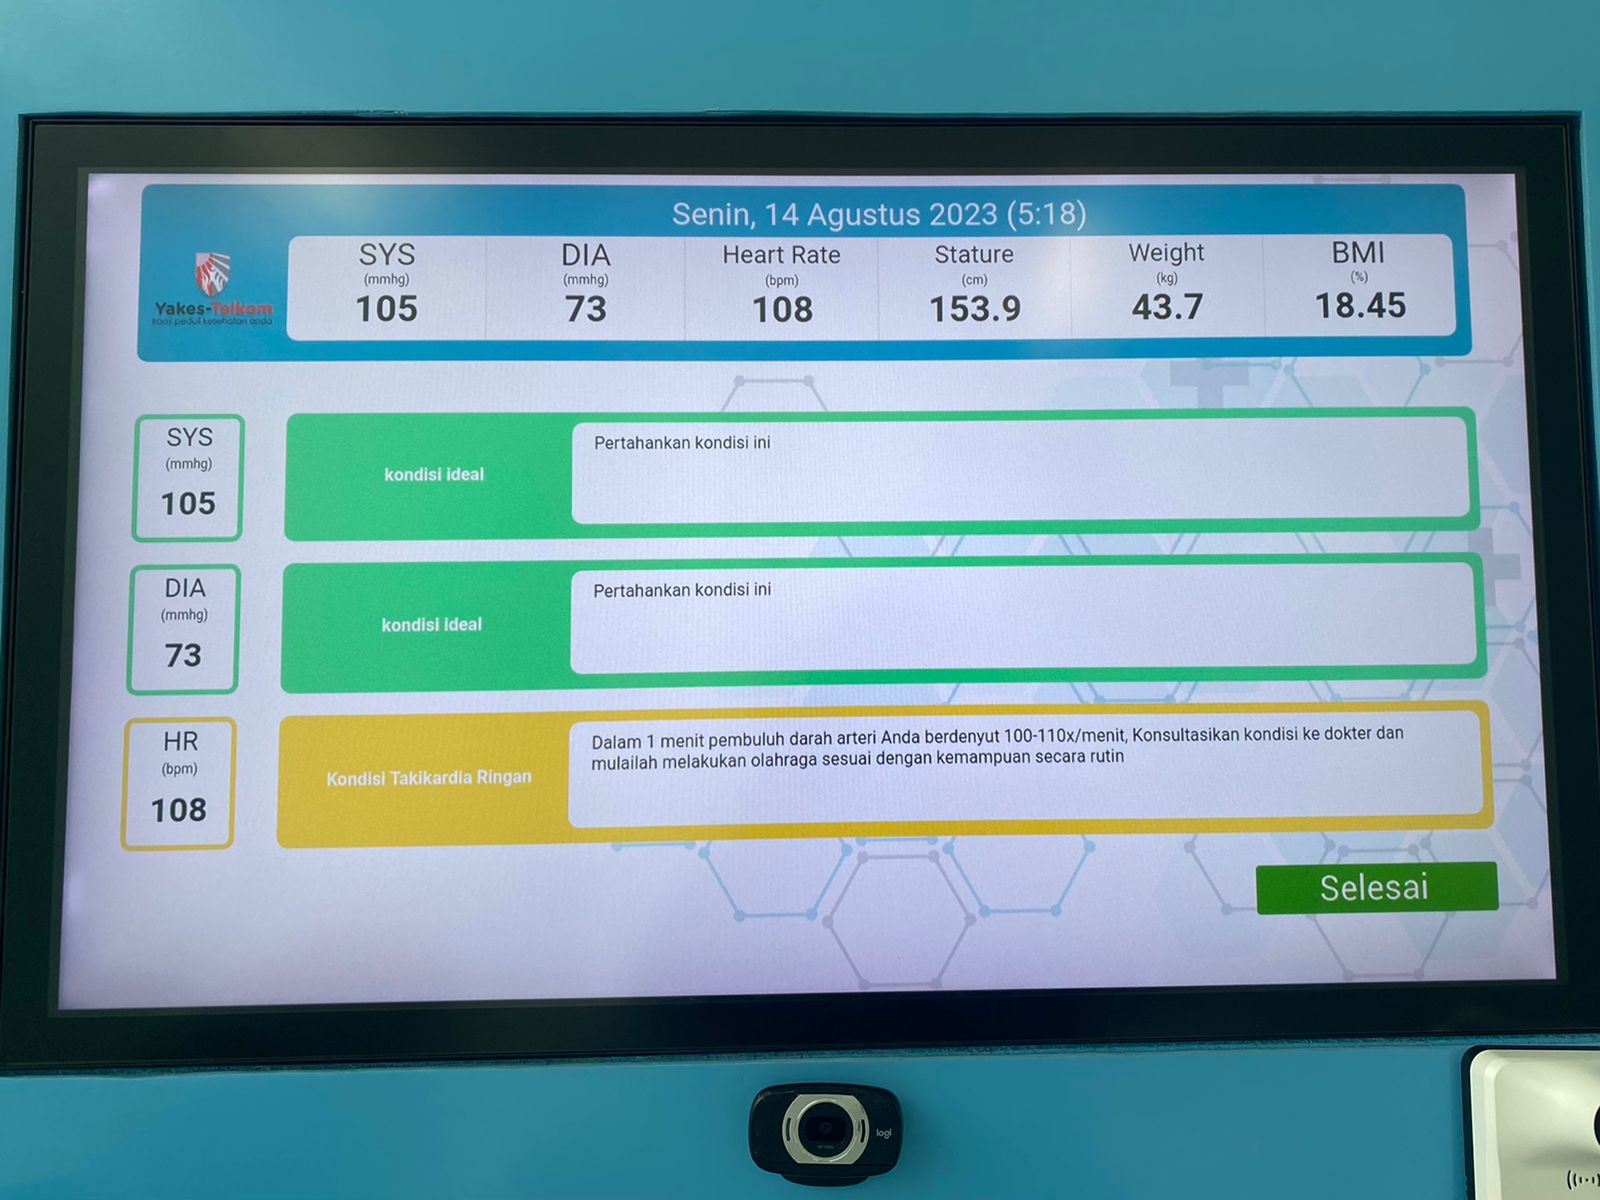 Senin, 14 Agustus 2023 (5:18)
Yakes-Telkom
kami peduli kesehatan anda
SYS
(mmhg)
105
DIA
(mmhg)
73
Heart Rate
(bpm)
108
Stature
(cm)
153.9
Weight
(kg)
43.7
BMI
(%)
18.45
SYS
(mmhg)
105
kondisi ideal
Pertahankan kondisi ini
DIA
(mmhg)
73
kondisi ideal
Pertahankan kondisi ini
HR
(bpm)
108
Kondisi Takikardia Ringan
Dalam 1 menit pembuluh darah arteri Anda berdenyut 100-110x/menit, Konsultasikan kondisi ke dokter dan
mulailah melakukan olahraga sesuai dengan kemampuan secara rutin
Selesai
logi